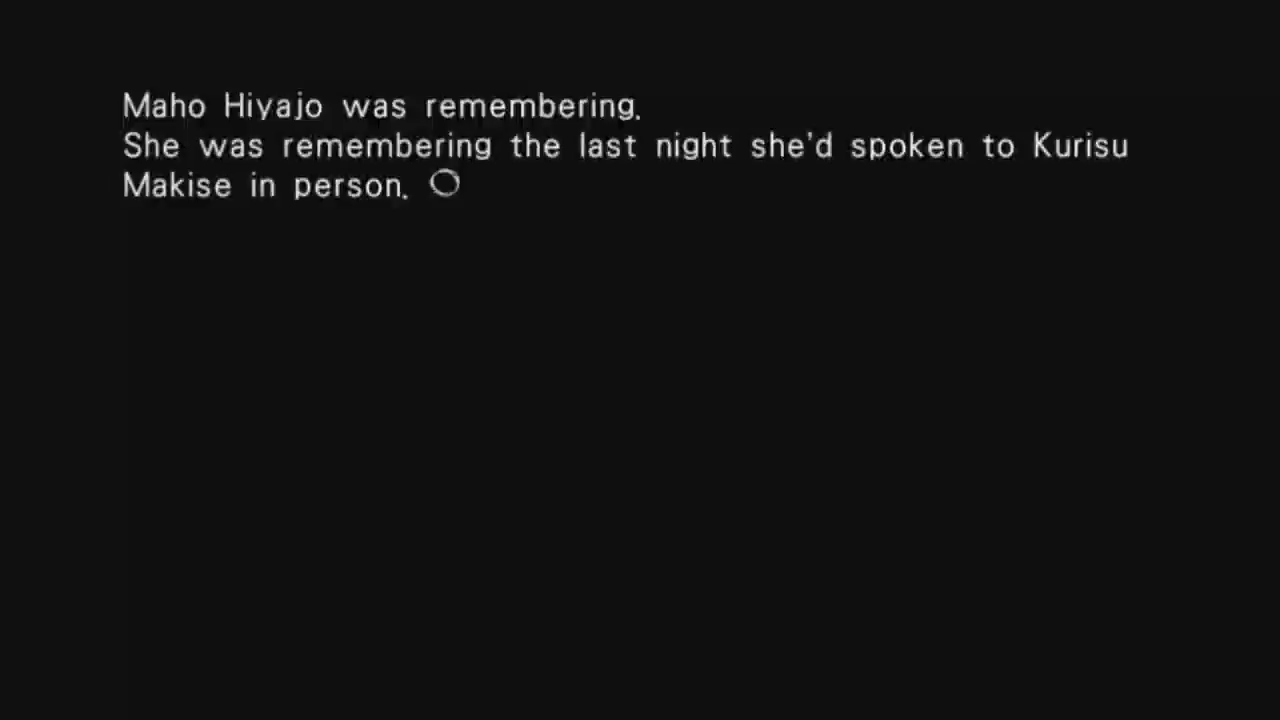 Maho Hiyajo was remembering.
She was remembering the last night she'd spoken to Kurisu
Makise in person.